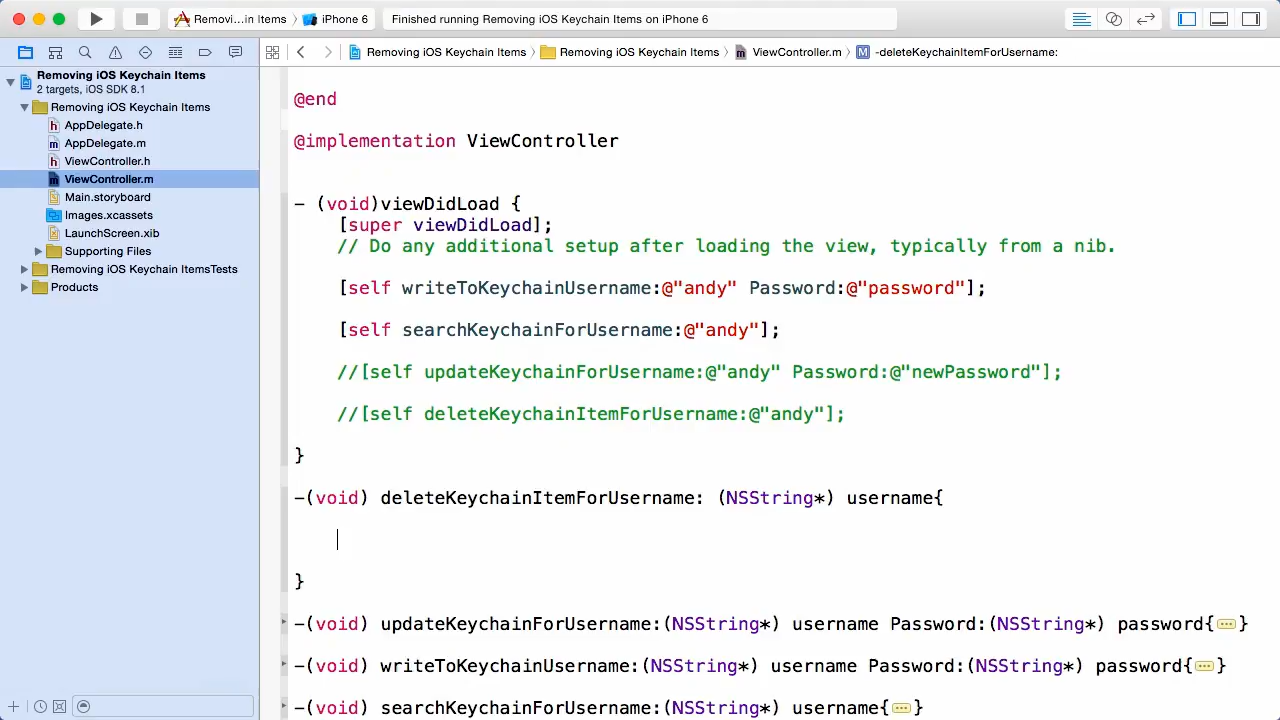 Removi...in Items
iPhone 6
Finished running Removing iOS Keychain Items on iPhone 6
Removing iOS Keychain Items
Removing iOS Keychain Items
ViewController.m
-deleteKeychainItemForUsername:
Removing iOS Keychain Items
2 targets, iOS SDK 8.1
Removing iOS Keychain Items
AppDelegate.h
AppDelegate.m
ViewController.h
ViewController.m
Main.storyboard
Images.xcassets
LaunchScreen.xib
Supporting Files
Removing iOS Keychain ItemsTests
Products
@end
@implementation ViewController
- (void)viewDidLoad {
[super viewDidLoad];
// Do any additional setup after loading the view, typically from a nib.
[self writeToKeychainUsername:@"andy" Password:@"password"];
[self searchKeychainForUsername:@"andy"];
//[self updateKeychainForUsername:@"andy" Password:@"newPassword"];
//[self deleteKeychainItemForUsername:@"andy"];
}
-(void) deleteKeychainItemForUsername: (NSString*) username{
}
-(void) updateKeychainForUsername:(NSString*) username Password:(NSString*) password{...}
-(void) writeToKeychainUsername:(NSString*) username Password:(NSString*) password{...}
-(void) searchKeychainForUsername:(NSString*) username{...}